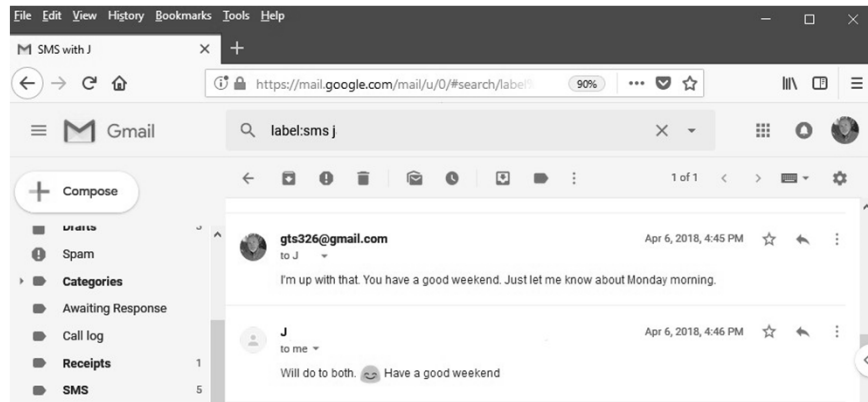 File Edit View History Bookmarks Tools Help
SMS with J
https://mail.google.com/mail/u/0/#search/label% 90%
Gmail
label:sms j
1 of 1
Compose
Drafts
Spam
Categories
Awaiting Response
Call log
Receipts 1
SMS 5
gts326@gmail.com Apr 6, 2018, 4:45 PM
to J
I'm up with that. You have a good weekend. Just let me know about Monday morning.
J Apr 6, 2018, 4:46 PM
to me
Will do to both. 😊 Have a good weekend